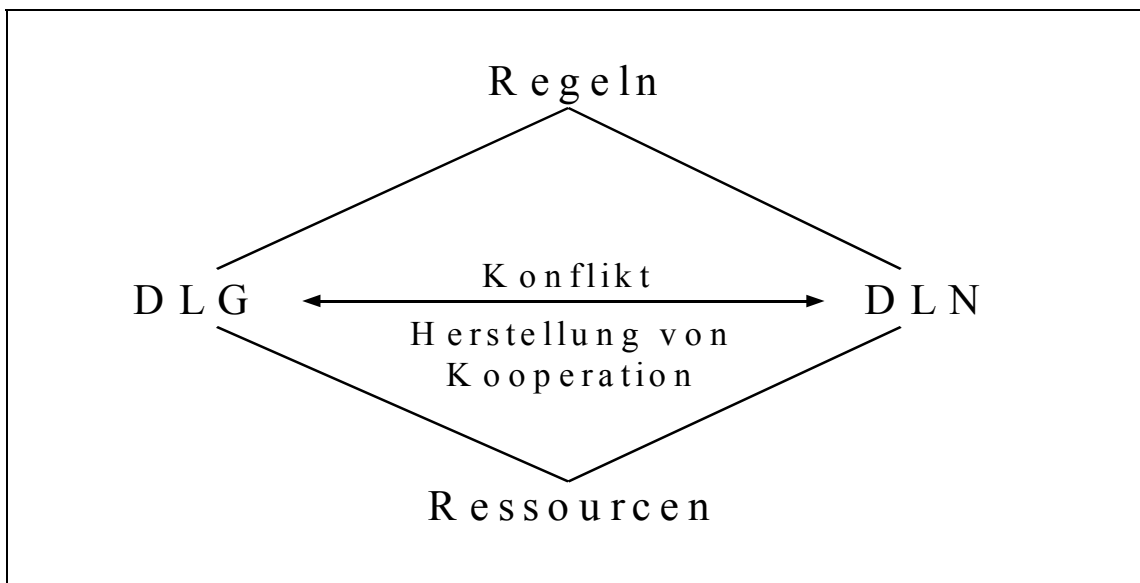 Regeln
Konflikt
DLG
DLN
Herstellung von
Kooperation
Ressourcen